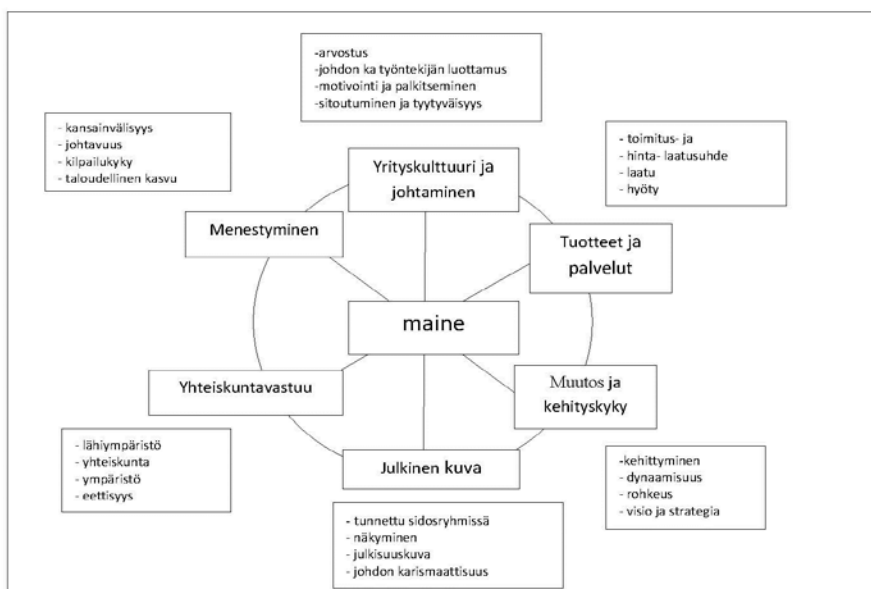 -arvostus
-johdon ka työntekijän luottamus
-motivointi ja palkitseminen
-sitoutuminen ja tyytyväisyys
- kansainvälisyys
- johtavuus
- kilpailukyky
- taloudellinen kasvu
- toimitus- ja
- hinta- laatusuhde
- laatu
- hyöty
Yrityskulttuuri ja
johtaminen
Menestyminen
Tuotteet ja
palvelut
maine
Yhteiskuntavastuu
Muutos ja
kehityskyky
Julkinen kuva
- lähiympäristö
- yhteiskunta
- ympäristö
- eettisyys
-kehittyminen
- dynaamisuus
- rohkeus
- visio ja strategia
- tunnettu sidosryhmissä
- näkyminen
- julkisuuskuva
- johdon karismaattisuus